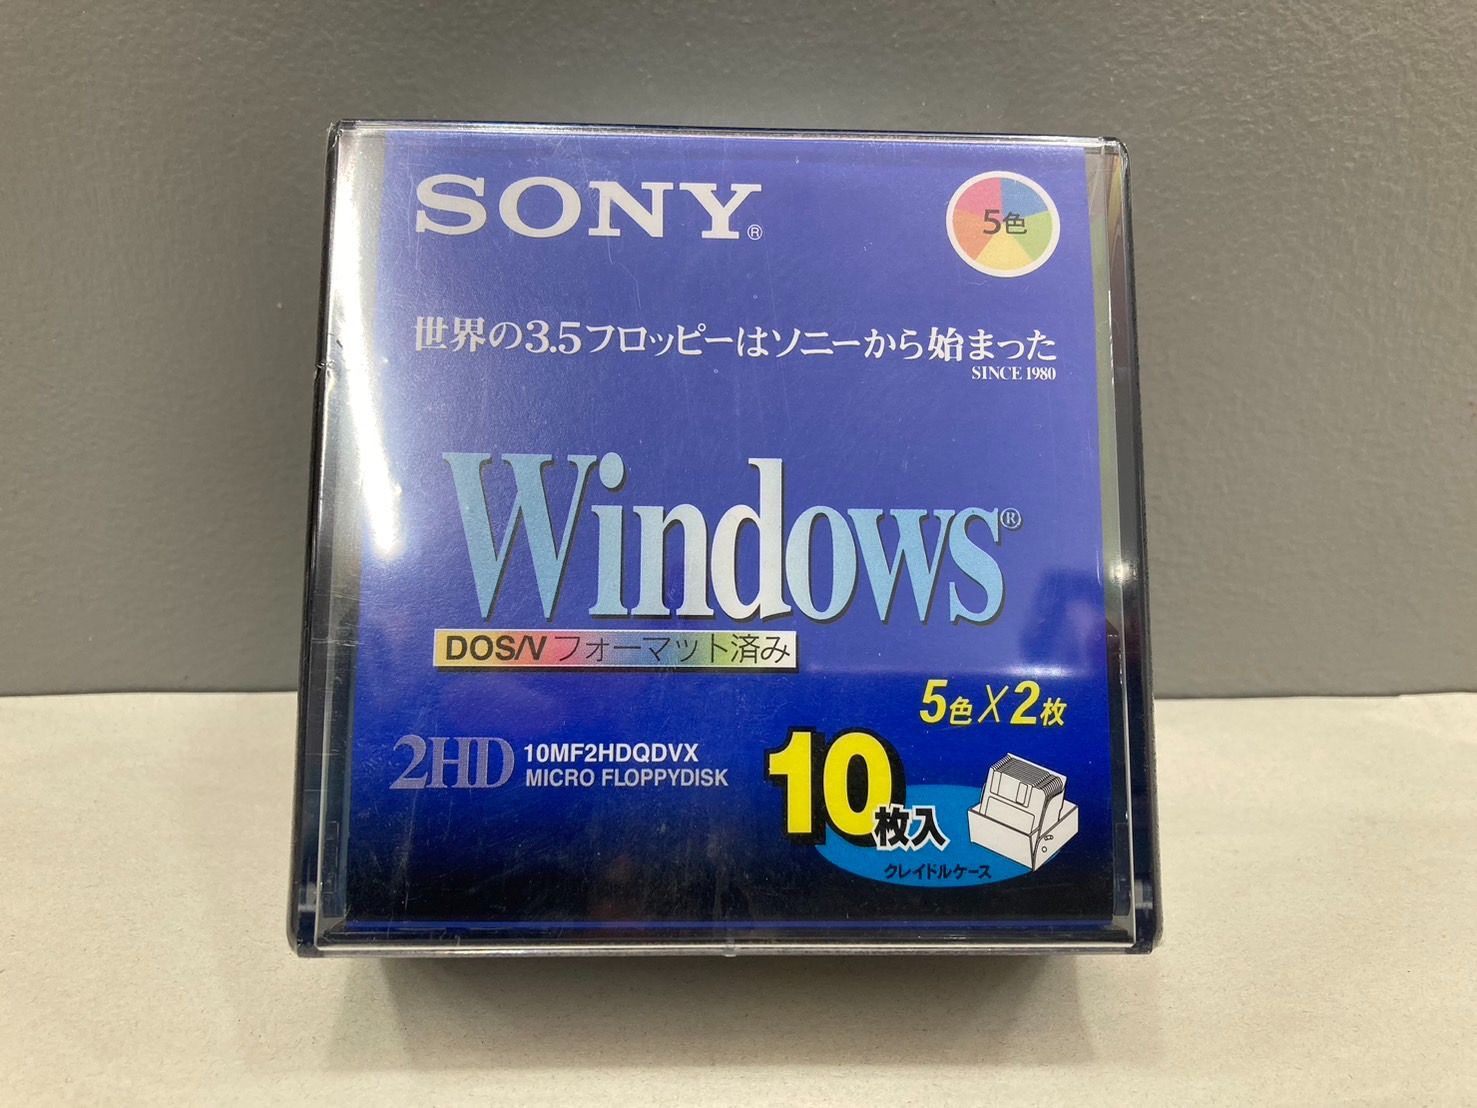 SONY®
5色
世界の3.5フロッピーはソニーから始まった
SINCE 1980
Windows®
DOS/V フォーマット済み
5色×2枚
2HD
10MF2HDQDVX
MICRO FLOPPYDISK
10枚入
クレイドルケース